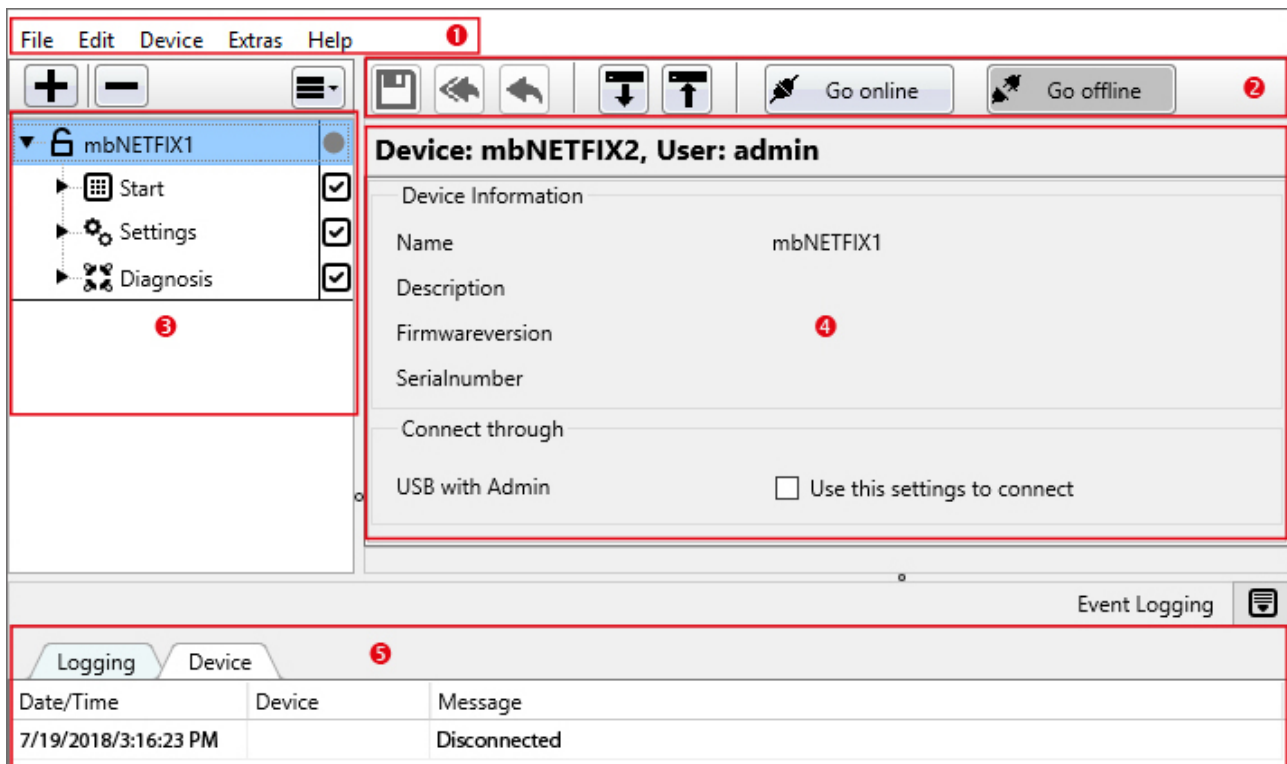 File Edit Device Extras Help 1
Go online Go offline 2
mbNETFIX1
Start
Settings
Diagnosis
3
Device: mbNETFIX2, User: admin
Device Information
Name mbNETFIX1
Description
Firmwareversion
4
Serialnumber
Connect through
USB with Admin Use this settings to connect
Event Logging
Logging Device 5
Date/Time Device Message
7/19/2018/3:16:23 PM Disconnected